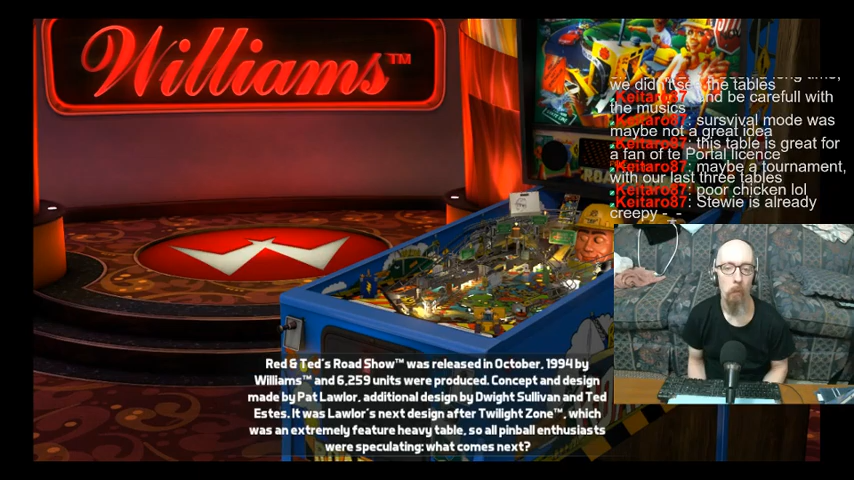 Williams™
we didn't see the tables
Keitaro87: and be carefull with
the musics
Keitaro87: sursvival mode was
maybe not a great idea
Keitaro87: this table is great for
a fan of te Portal licence
Keitaro87: maybe a tournament,
with our last three tables
Keitaro87: poor chicken lol
Keitaro87: Stewie is already
creepy -_-
Red & Ted's Road Show™ was released in October, 1994 by
Williams™ and 6,259 units were produced. Concept and design
made by Pat Lawlor, additional design by Dwight Sullivan and Ted
Estes. It was Lawlor's next design after Twilight Zone™, which
was an extremely feature heavy table, so all pinball enthusiasts
were speculating: what comes next?